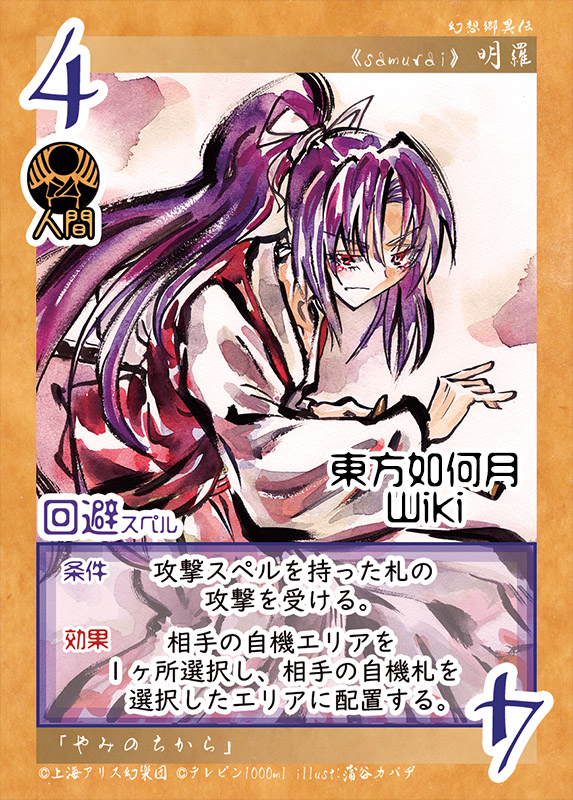 幻想郷異伝
《samurai》 明羅
4
人間
東方如何月
Wiki
回避スペル
条件 攻撃スペルを持った札の
攻撃を受ける。
効果 相手の自機エリアを
1ヶ所選択し、相手の自機札を
選択したエリアに配置する。
4
「やみのちから」
©上海アリス幻樂団 ©テレピン1000ml illust:蒲谷カバヂ